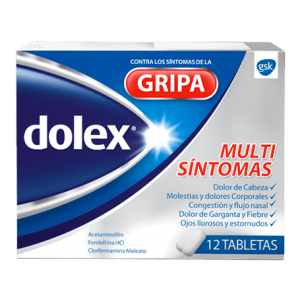 CONTRA LOS SÍNTOMAS DE LA
GRIPA
gsk
dolex®
MULTI
SÍNTOMAS
Dolor de Cabeza ✓
Molestias y dolores Corporales ✓
Congestión y flujo nasal ✓
Dolor de Garganta y Fiebre ✓
Ojos llorosos y estornudos ✓
Acetaminofén
Fenilefrina HCl
Clorfeniramina Maleato
12 TABLETAS